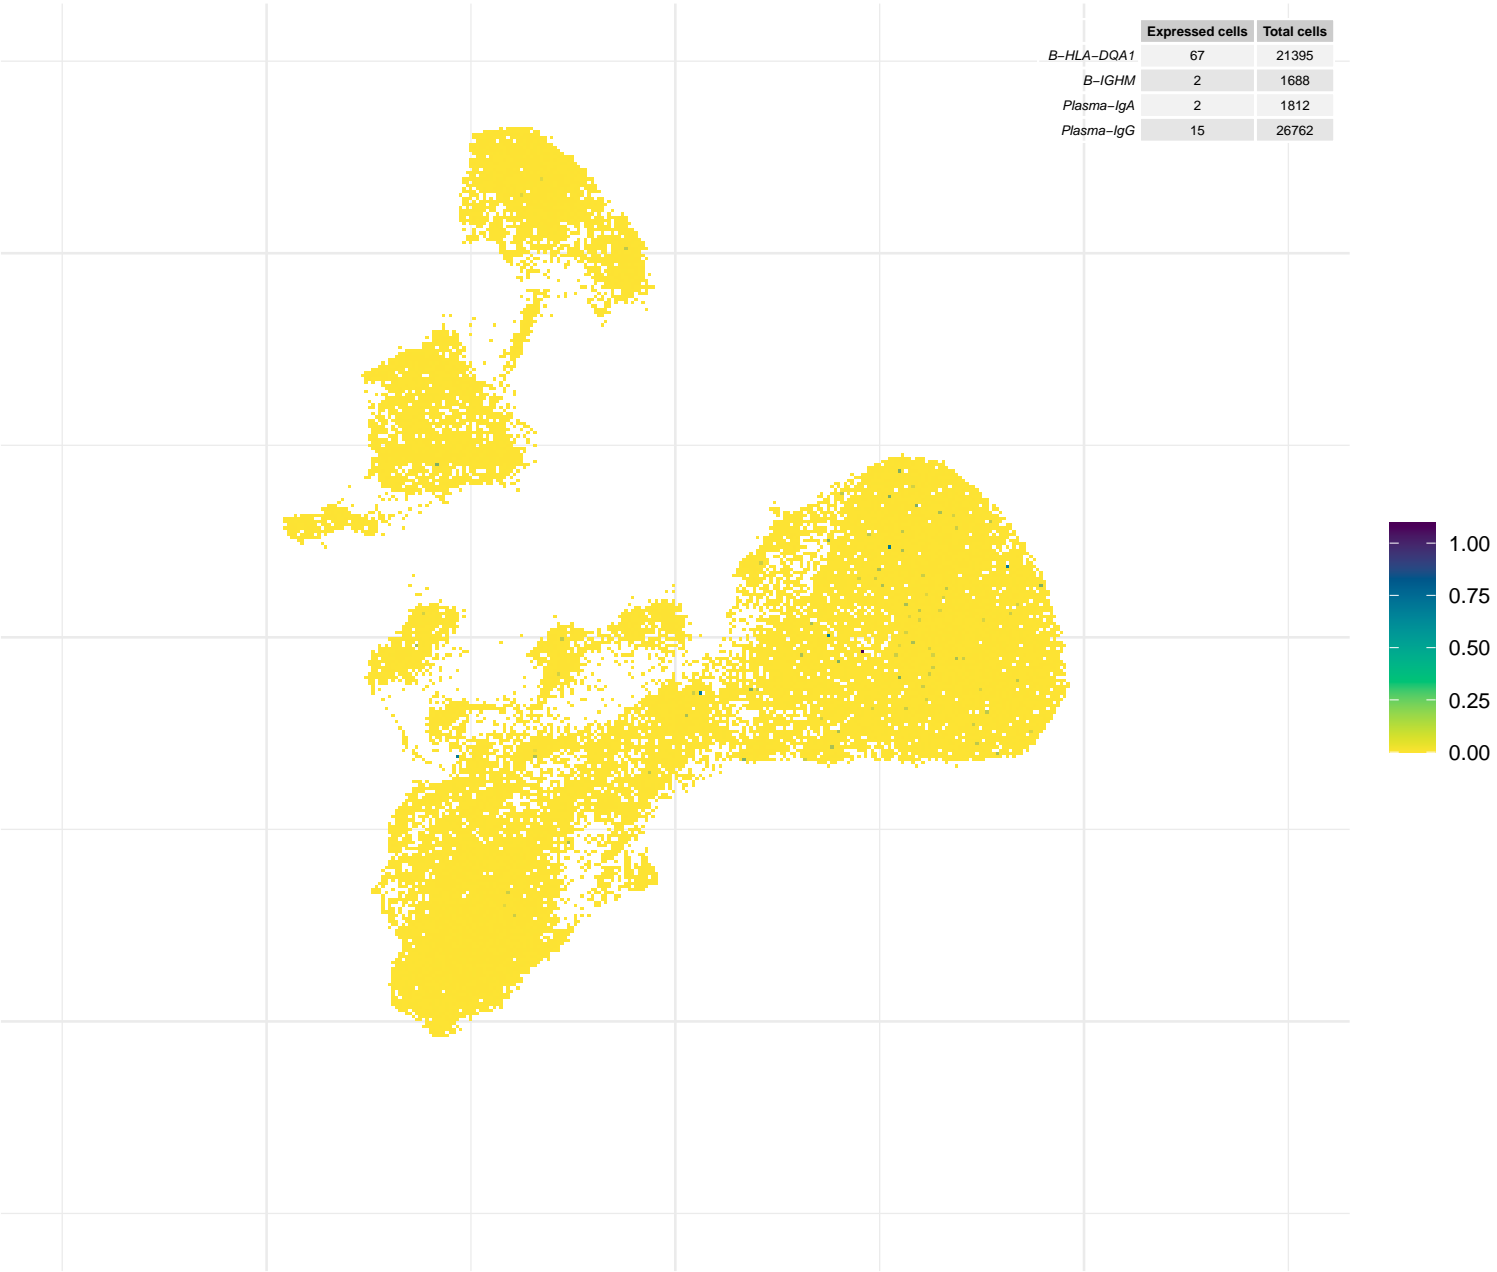 Expressed cells Total cells
B−HLA−DQA1 67 21395
B−IGHM 2 1688
Plasma−IgA 2 1812
Plasma−IgG 15 26762
1.00
0.75
0.50
0.25
0.00